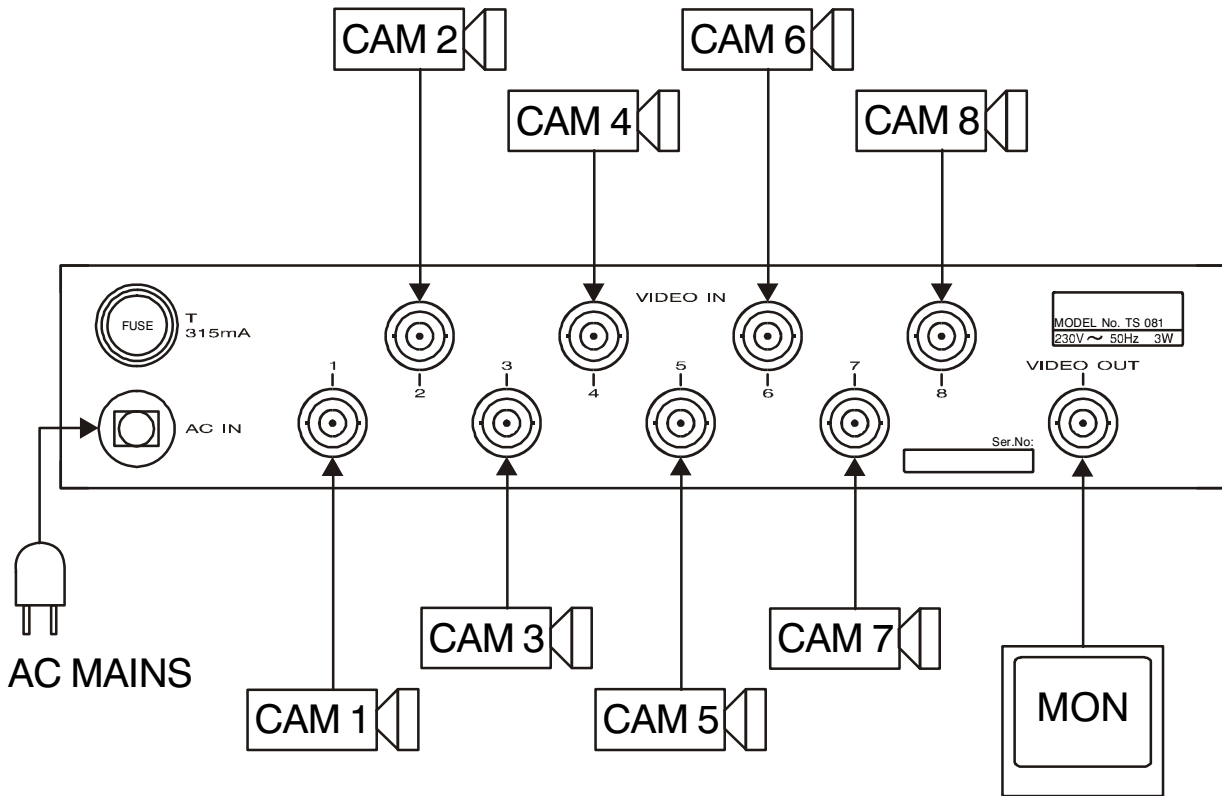 CAM 2
CAM 6
CAM 4
CAM 8
VIDEO IN
FUSE
T
315mA
MODEL No. TS 081
230V ~ 50Hz 3W
1
3
5
7
VIDEO OUT
2
4
6
8
AC IN
Ser.No:
CAM 3
CAM 7
AC MAINS
CAM 1
CAM 5
MON